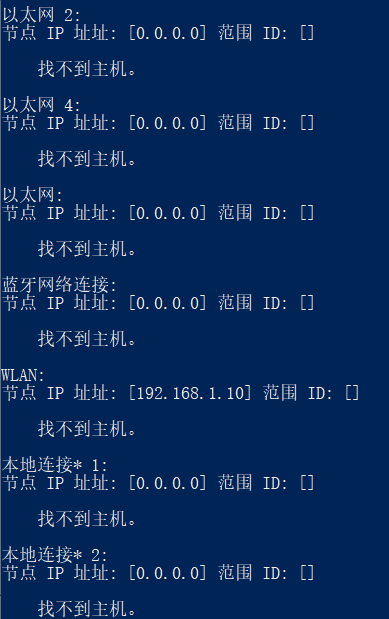 以太网 2:
节点 IP 址址: [0.0.0.0] 范围 ID: []
找不到主机。
以太网 4:
节点 IP 址址: [0.0.0.0] 范围 ID: []
找不到主机。
以太网:
节点 IP 址址: [0.0.0.0] 范围 ID: []
找不到主机。
蓝牙网络连接:
节点 IP 址址: [0.0.0.0] 范围 ID: []
找不到主机。
WLAN:
节点 IP 址址: [192.168.1.10] 范围 ID: []
找不到主机。
本地连接* 1:
节点 IP 址址: [0.0.0.0] 范围 ID: []
找不到主机。
本地连接* 2:
节点 IP 址址: [0.0.0.0] 范围 ID: []
找不到主机。